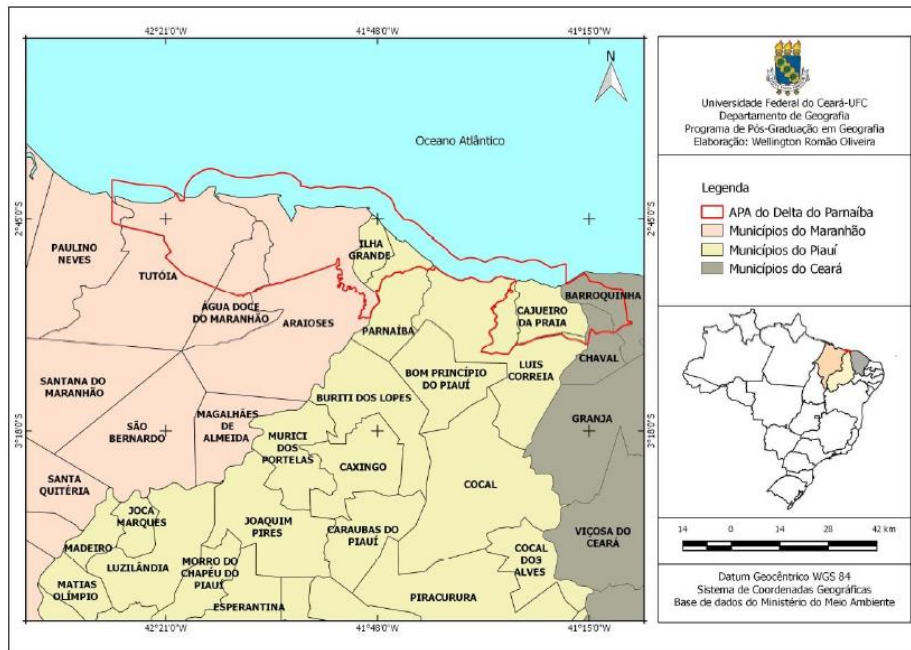 42°21'0"W
41°48'0"W
41°15'0"W
N
Oceano Atlântico
2°45'0"S
2°45'0"S
PAULINO
NEVES
TUTÓIA
ILHA
GRANDE
ÁGUA DOCE
DO MARANHÃO
ARAIOSES
PARNAÍBA
BARROQUINHA
CAJUEIRO
DA PRAIA
CHAVAL
LUIS
CORREIA
BOM PRINCÍPIO
DO PIAUÍ
SANTANA DO
MARANHÃO
BURITI DOS LOPES
SÃO
BERNARDO
MAGALHÃES
DE
ALMEIDA
GRANJA
3°18'0"S
3°18'0"S
MURICI
DOS
PORTELAS
CAXINGO
COCAL
SANTA
QUITÉRIA
JOCA
MARQUES
JOAQUIM
PIRES
CARAUBAS DO
PIAUÍ
VIÇOSA DO
CEARÁ
MADEIRO
LUZILÂNDIA
MORRO DO
CHAPÉU DO
PIAUÍ
COCAL
DOS
ALVES
MATIAS
OLÍMPIO
ESPERANTINA
PIRACURURA
42°21'0"W
41°48'0"W
41°15'0"W
Universidade Federal do Ceará-UFC
Departamento de Geografia
Programa de Pós-Graduação em Geografia
Elaboração: Wellington Romão Oliveira
Legenda
APA do Delta do Parnaíba
Municípios do Maranhão
Municípios do Piauí
Municípios do Ceará
14 0 14 28 42 km
Datum Geocêntrico WGS 84
Sistema de Coordenadas Geográficas
Base de dados do Ministério do Meio Ambiente